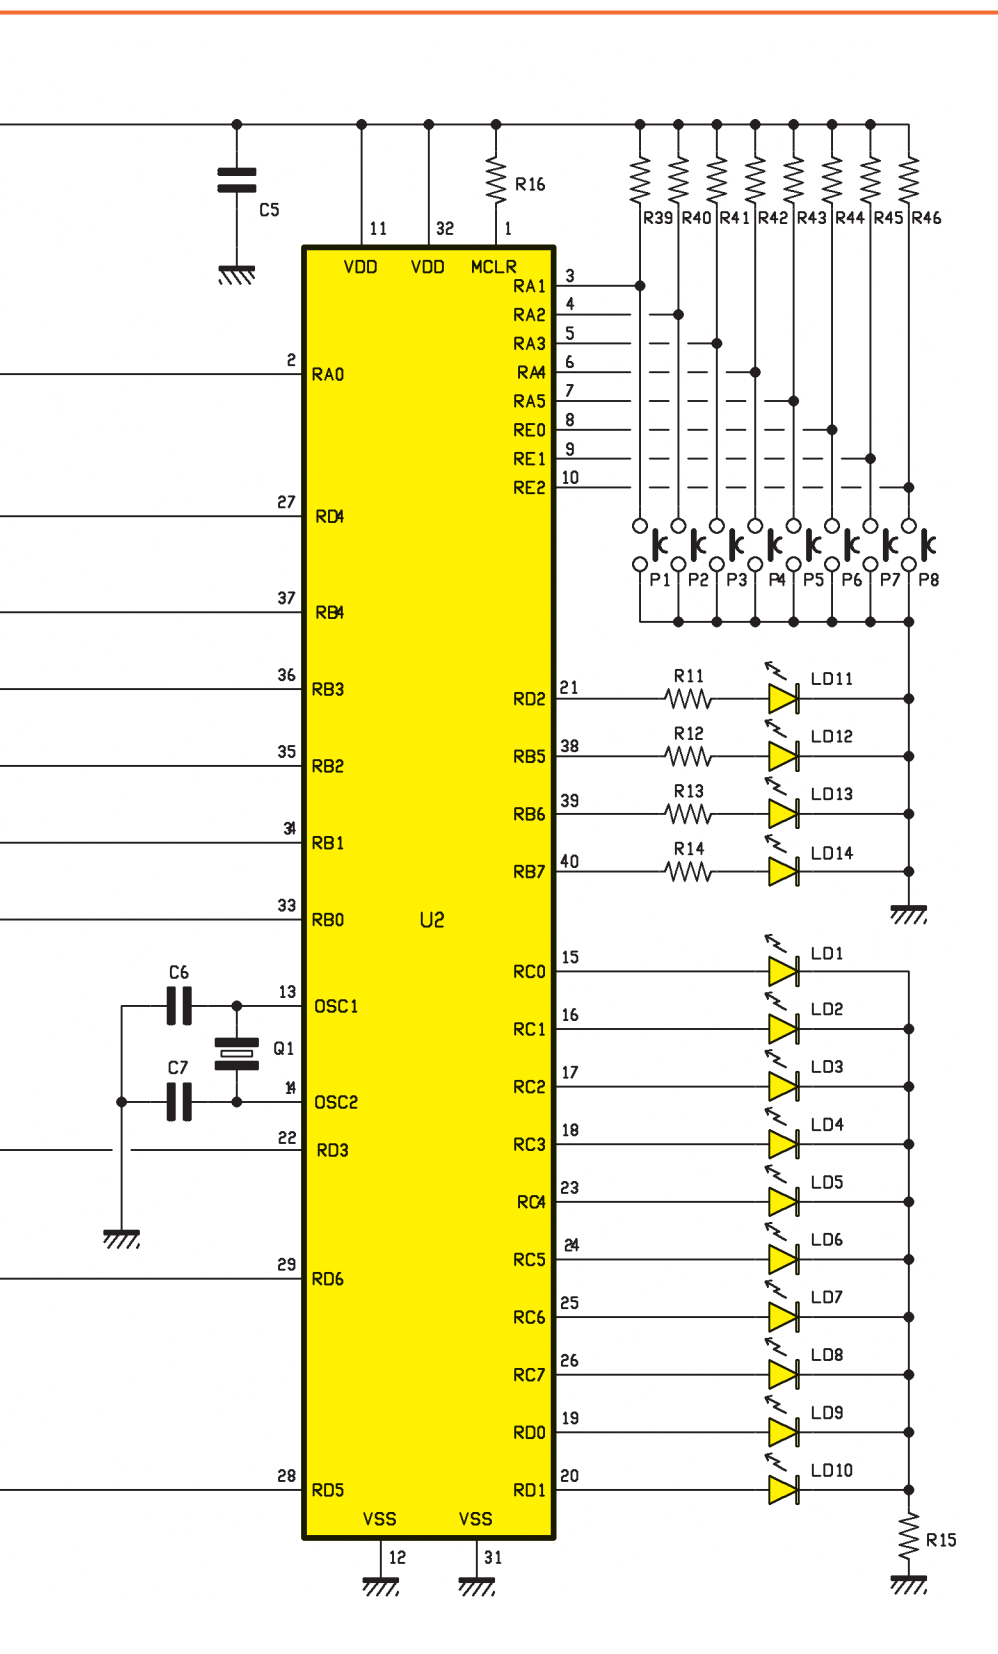 C5
R16
R39 R40 R41 R42 R43 R44 R45 R46
11 32 1
VDD VDD MCLR
RA1 3
RA2 4
RA3 5
2 RA0
RA4 6
RA5 7
RE0 8
RE1 9
RE2 10
27 RD4
P1 P2 P3 P4 P5 P6 P7 P8
37 RB4
36 RB3
RD2 21 R11 LD11
35 RB2
RB5 38 R12 LD12
RB6 39 R13 LD13
34 RB1
RB7 40 R14 LD14
33 RB0
U2
RC0 15 LD1
C6
13 OSC1
RC1 16 LD2
Q1
C7
RC2 17 LD3
14 OSC2
22 RD3
RC3 18 LD4
RC4 23 LD5
RC5 24 LD6
29 RD6
RC6 25 LD7
RC7 26 LD8
RD0 19 LD9
28 RD5
RD1 20 LD10
VSS VSS
R15
12 31